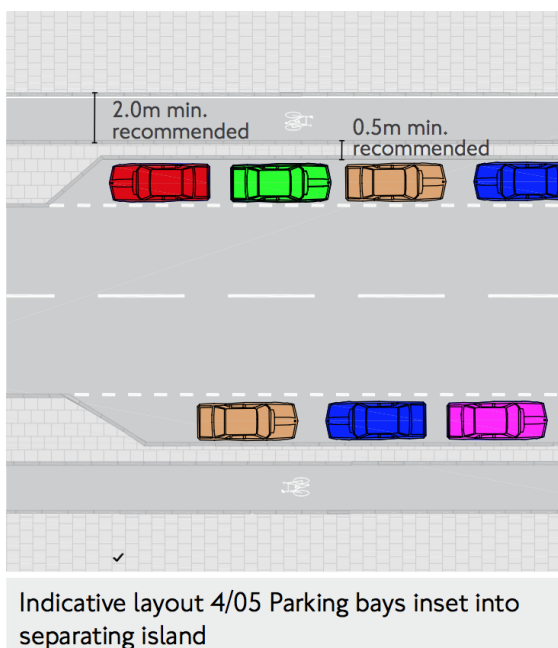 2.0m min.
recommended
0.5m min.
recommended
Indicative layout 4/05 Parking bays inset into
separating island